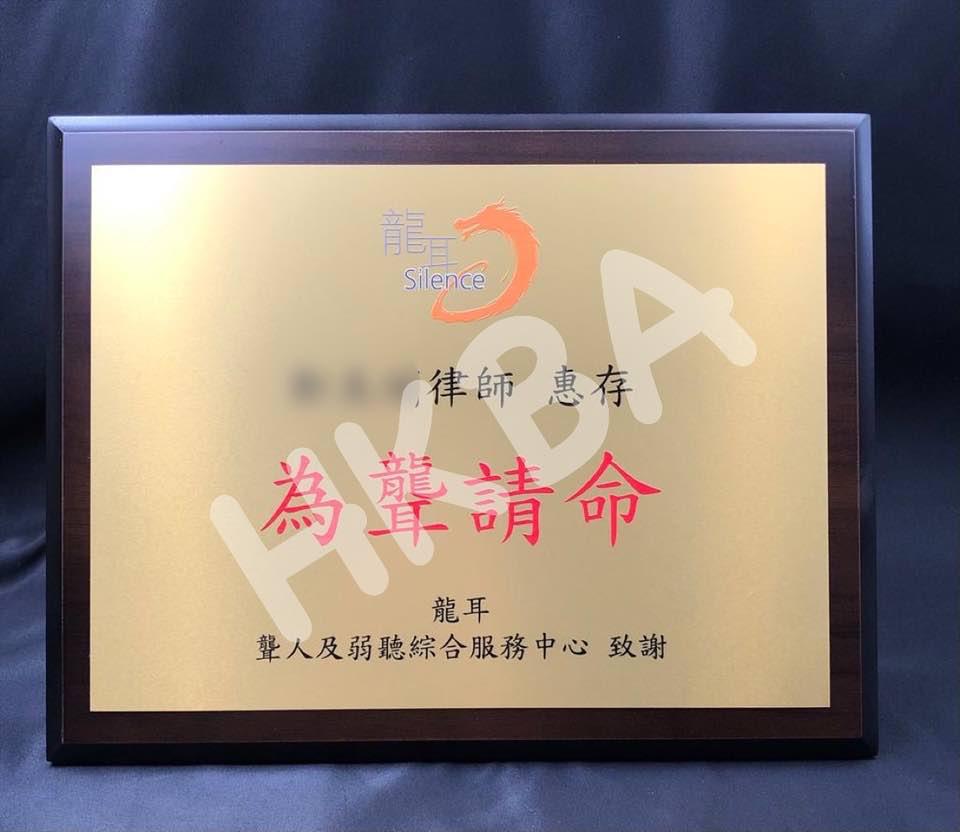 龍耳
Silence
律師 惠存
為聾請命
龍耳
聾人及弱聽綜合服務中心 致謝
HKBA